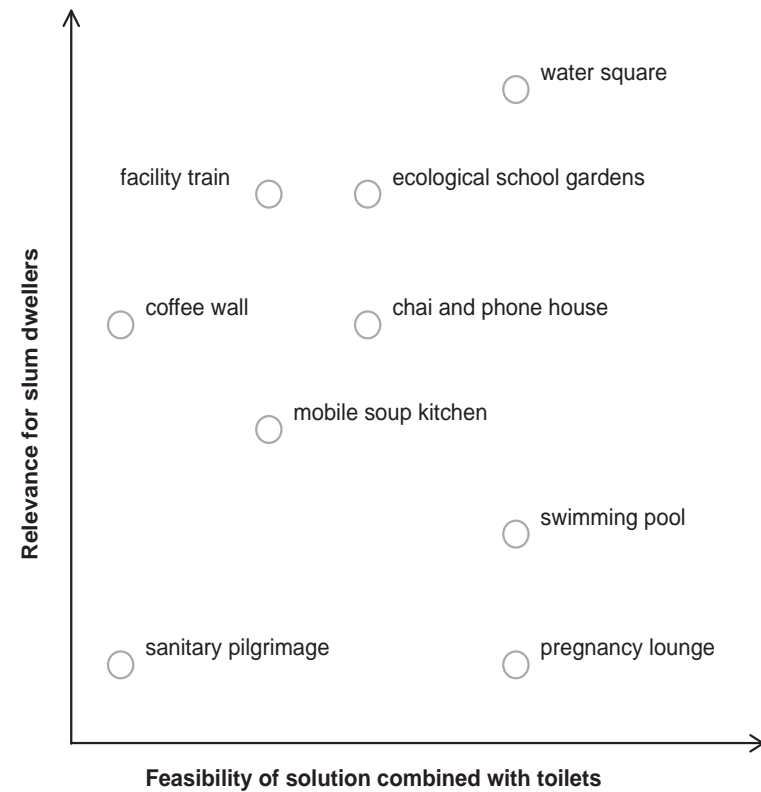 water square
facility train
ecological school gardens
coffee wall
chai and phone house
mobile soup kitchen
swimming pool
sanitary pilgrimage
pregnancy lounge
Relevance for slum dwellers
Feasibility of solution combined with toilets